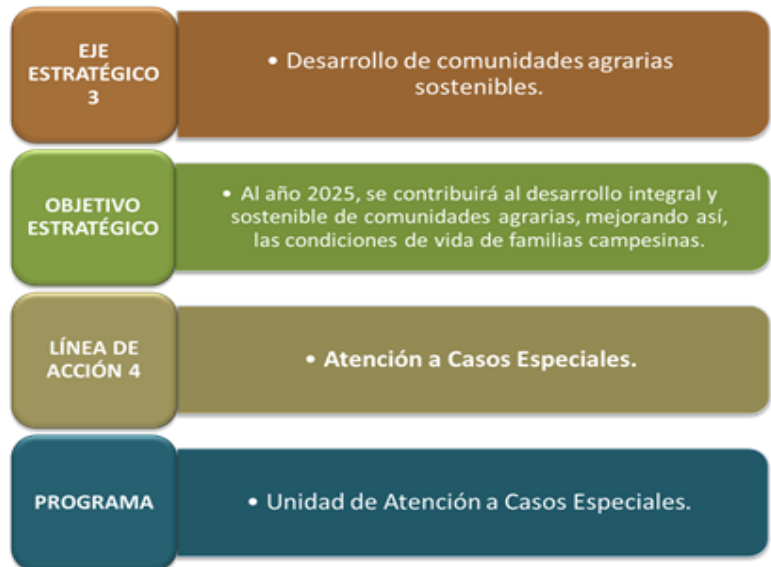 EJE
ESTRATÉGICO
3
• Desarrollo de comunidades agrarias
sostenibles.
OBJETIVO
ESTRATÉGICO
• Al año 2025, se contribuirá al desarrollo integral y
sostenible de comunidades agrarias, mejorando así,
las condiciones de vida de familias campesinas.
LÍNEA DE
ACCIÓN 4
• Atención a Casos Especiales.
PROGRAMA
• Unidad de Atención a Casos Especiales.